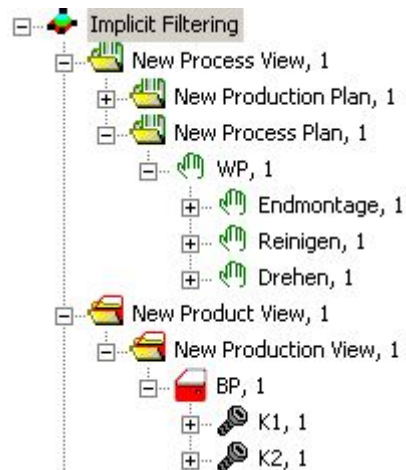 Implicit Filtering
New Process View, 1
New Production Plan, 1
New Process Plan, 1
WP, 1
Endmontage, 1
Reinigen, 1
Drehen, 1
New Product View, 1
New Production View, 1
BP, 1
K1, 1
K2, 1